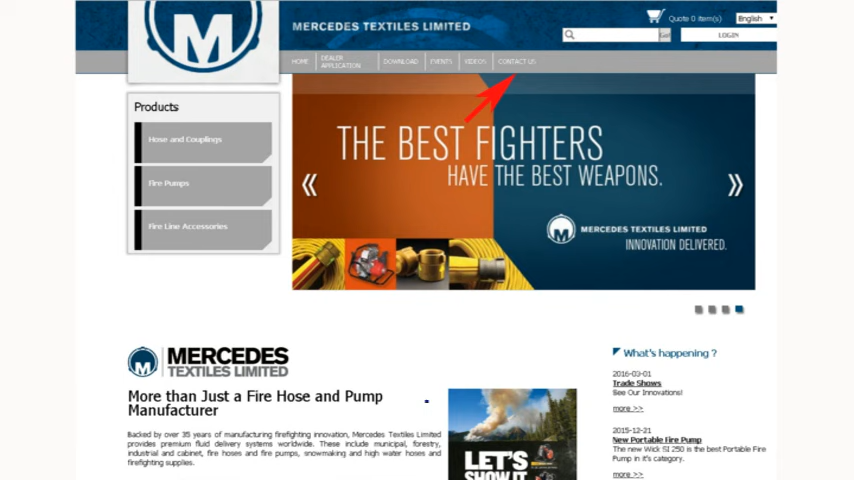 MERCEDES TEXTILES LIMITED
Quote 0 item(s)
English
Go!
LOGIN
HOME
DEALER
APPLICATION
DOWNLOAD
EVENTS
VIDEOS
CONTACT US
M
Products
Hose and Couplings
Fire Pumps
Fire Line Accessories
THE BEST FIGHTERS
HAVE THE BEST WEAPONS.
M MERCEDES TEXTILES LIMITED
INNOVATION DELIVERED.
M MERCEDES
TEXTILES LIMITED
More than Just a Fire Hose and Pump
Manufacturer
Backed by over 35 years of manufacturing firefighting innovation, Mercedes Textiles Limited
provides premium fluid delivery systems worldwide. These include municipal, forestry,
industrial and cabinet, fire hoses and fire pumps, snowmaking and high water hoses and
firefighting supplies.
LET'S
SHOW IT
What's happening ?
2016-03-01
Trade Shows
See Our Innovations!
more >>
2015-12-21
New Portable Fire Pump
The new Wick SI 250 is the best Portable Fire
Pump in it's category.
more >>